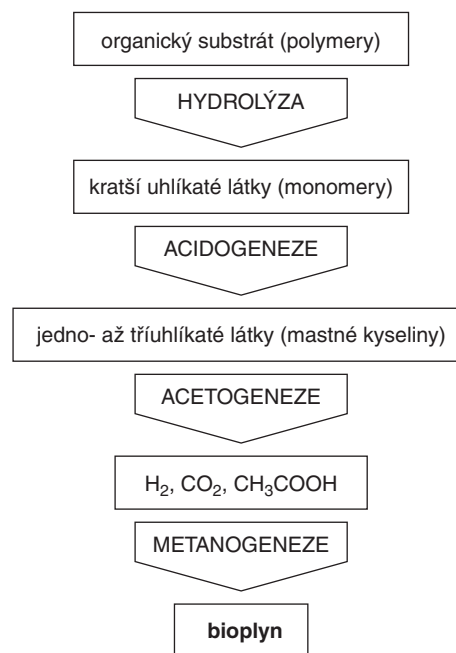 organický substrát (polymery)
HYDROLÝZA
kratší uhlíkaté látky (monomery)
ACIDOGENEZE
jedno- až tříuhlíkaté látky (mastné kyseliny)
ACETOGENEZE
H₂, CO₂, CH₃COOH
METANOGENEZE
bioplyn